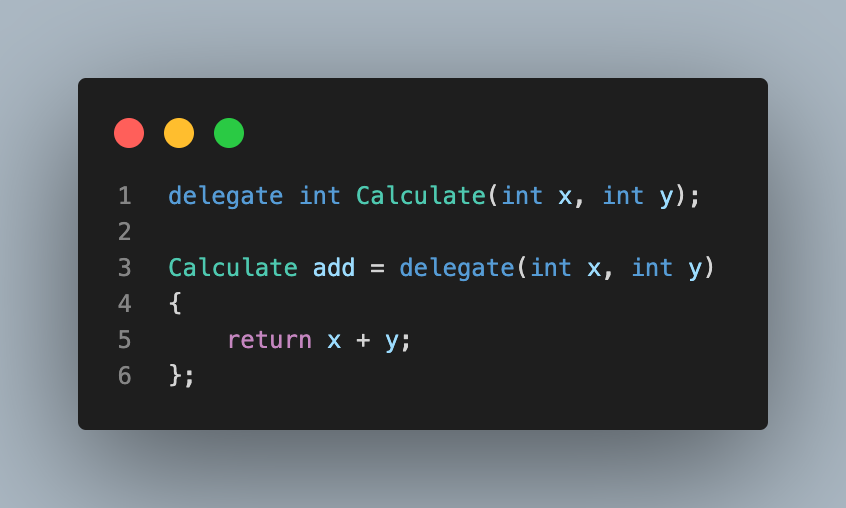 1 delegate int Calculate(int x, int y);
2
3 Calculate add = delegate(int x, int y)
4 {
5     return x + y;
6 };